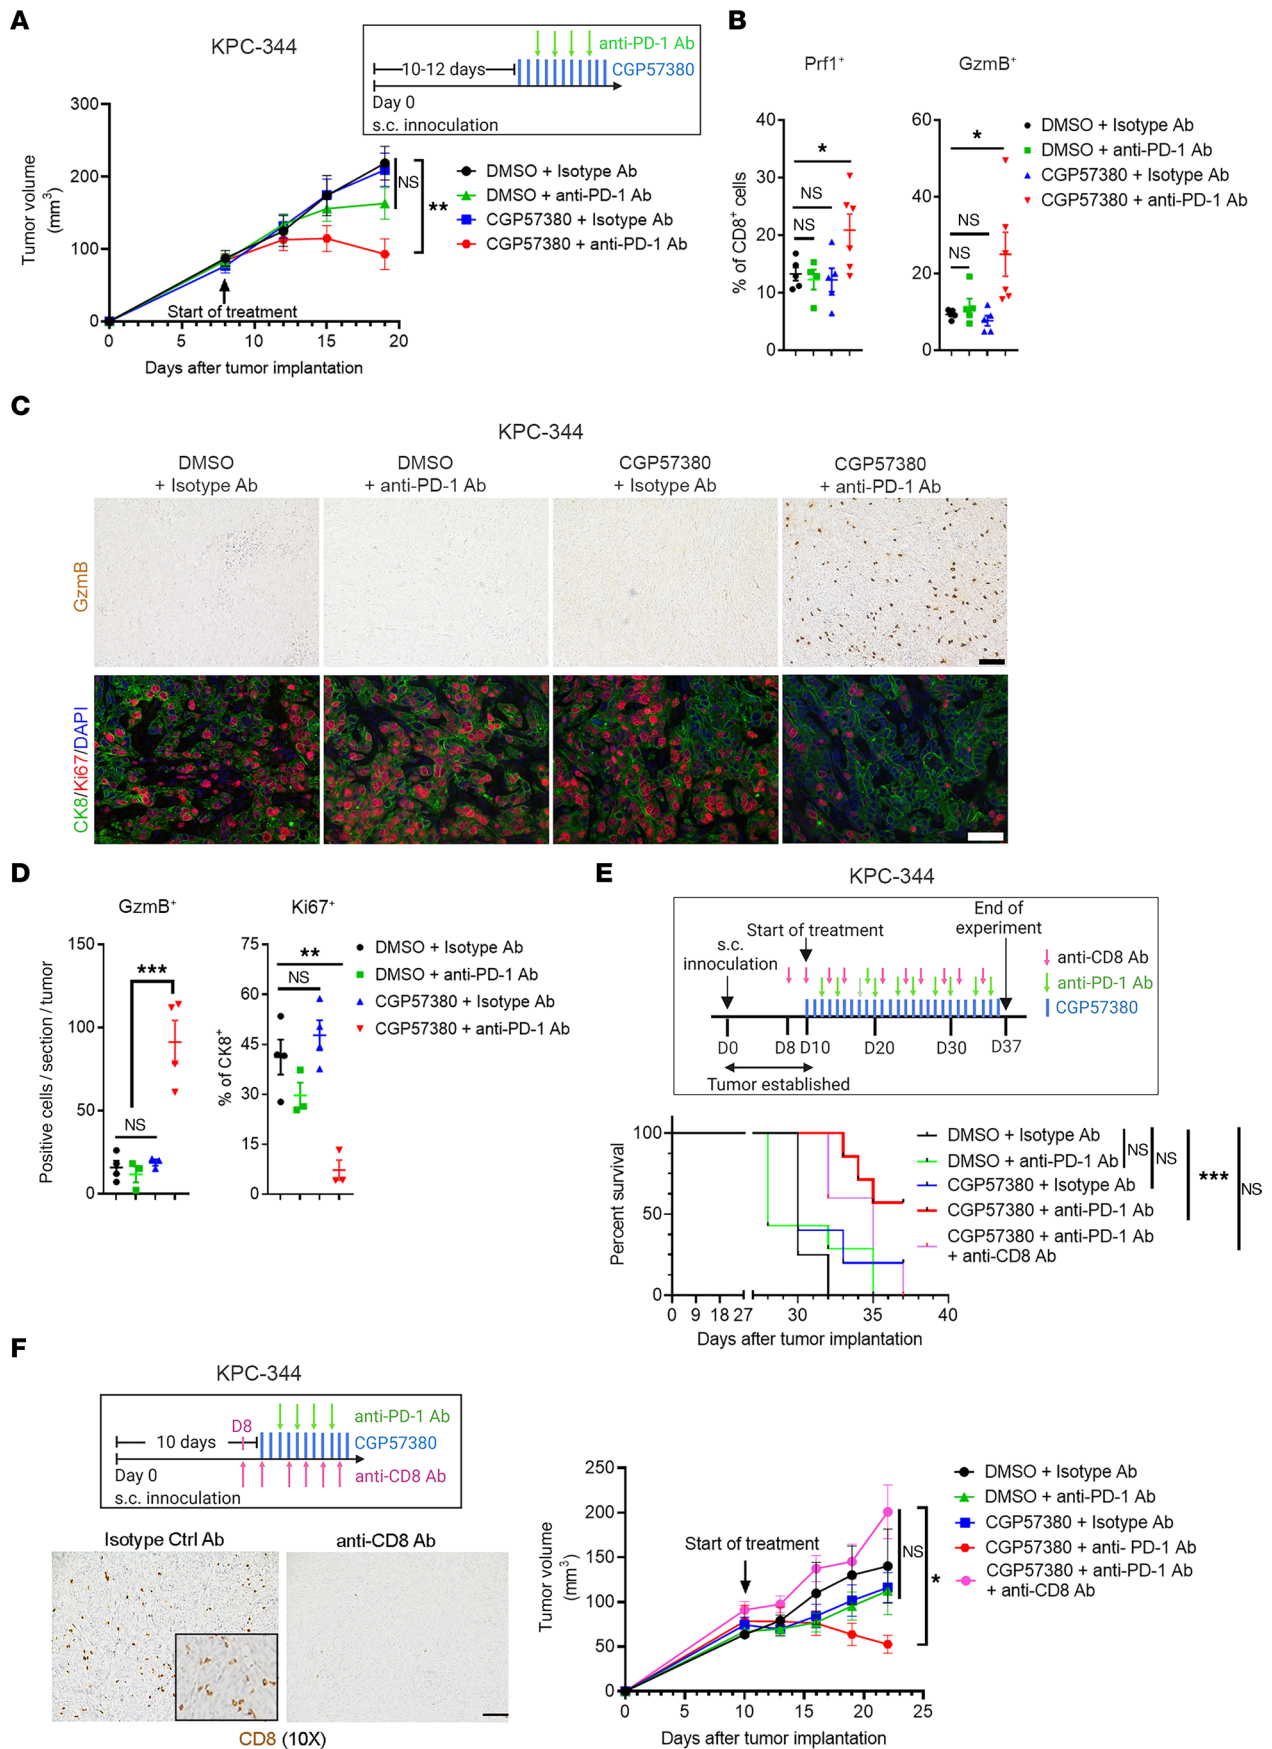 A
KPC-344
anti-PD-1 Ab
10-12 days
CGP57380
Day 0
s.c. innoculation
300
200
100
0
Tumor volume
(mm3)
0 5 10 15 20
Start of treatment
Days after tumor implantation
NS
**
DMSO + Isotype Ab
DMSO + anti-PD-1 Ab
CGP57380 + Isotype Ab
CGP57380 + anti-PD-1 Ab
B
Prf1+
GzmB+
% of CD8+ cells
40
30
20
10
0
*
NS
NS
60
40
20
0
*
NS
NS
DMSO + Isotype Ab
DMSO + anti-PD-1 Ab
CGP57380 + Isotype Ab
CGP57380 + anti-PD-1 Ab
C
KPC-344
DMSO
+ Isotype Ab
DMSO
+ anti-PD-1 Ab
CGP57380
+ Isotype Ab
CGP57380
+ anti-PD-1 Ab
GzmB
CK8/Ki67/DAPI
D
GzmB+
Positive cells / section / tumor
150
100
50
0
***
NS
Ki67+
% of CK8+
75
60
45
30
15
0
**
NS
DMSO + Isotype Ab
DMSO + anti-PD-1 Ab
CGP57380 + Isotype Ab
CGP57380 + anti-PD-1 Ab
E
KPC-344
s.c.
innoculation
Start of treatment
End of
experiment
anti-CD8 Ab
anti-PD-1 Ab
CGP57380
D0 D8 D10 D20 D30 D37
Tumor established
Percent survival
100
50
0
0 9 18 27 30 35 40
Days after tumor implantation
DMSO + Isotype Ab
DMSO + anti-PD-1 Ab
CGP57380 + Isotype Ab
CGP57380 + anti-PD-1 Ab
CGP57380 + anti-PD-1 Ab
+ anti-CD8 Ab
NS
NS
***
NS
F
KPC-344
D8
anti-PD-1 Ab
10 days
CGP57380
Day 0
anti-CD8 Ab
s.c. innoculation
Isotype Ctrl Ab
anti-CD8 Ab
CD8 (10X)
Tumor volume
(mm3)
250
200
150
100
50
0
0 5 10 15 20 25
Start of treatment
Days after tumor implantation
NS
*
DMSO + Isotype Ab
DMSO + anti-PD-1 Ab
CGP57380 + Isotype Ab
CGP57380 + anti- PD-1 Ab
CGP57380 + anti-PD-1 Ab
+ anti-CD8 Ab